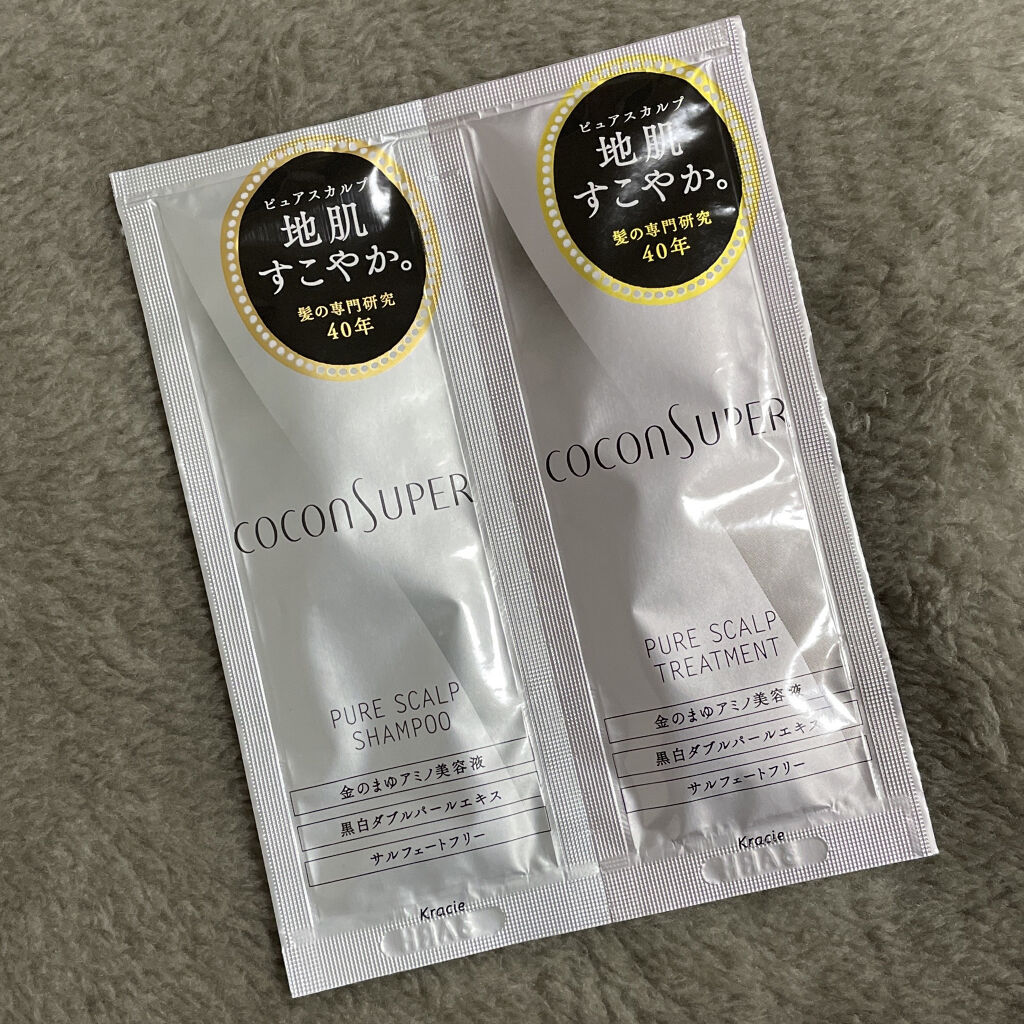 ピュアスカルプ
地肌
すこやか。
髪の専門研究
40年
coconSUPER
PURE SCALP
SHAMPOO
金のまゆアミノ美容液
黒白ダブルパールエキス
サルフェートフリー
Kracie
ピュアスカルプ
地肌
すこやか。
髪の専門研究
40年
coconSUPER
PURE SCALP
TREATMENT
金のまゆアミノ美容液
黒白ダブルパールエキス
サルフェートフリー
Kracie